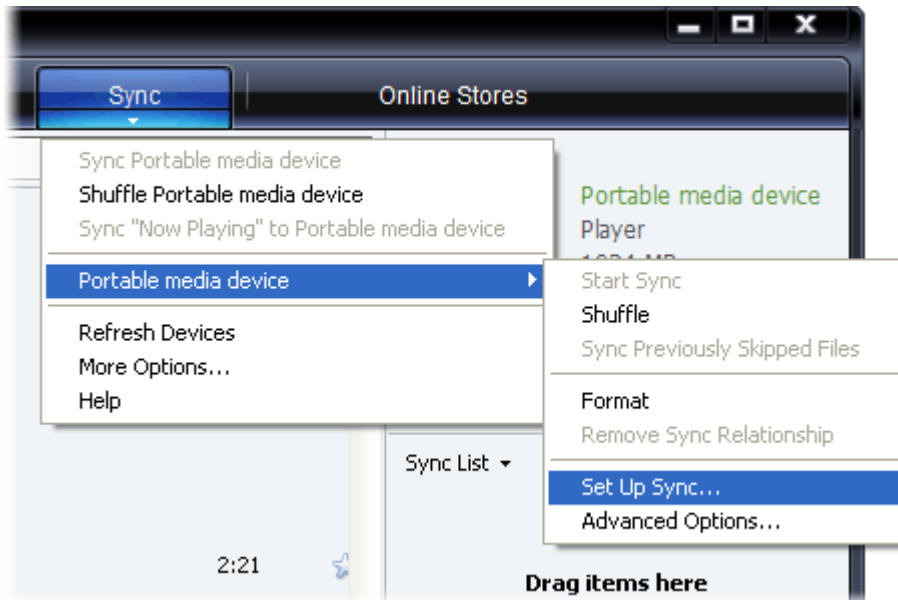 Sync
Online Stores
Sync Portable media device
Shuffle Portable media device
Sync "Now Playing" to Portable media device
Portable media device
Refresh Devices
More Options...
Help
Portable media device
Player
Start Sync
Shuffle
Sync Previously Skipped Files
Format
Remove Sync Relationship
Set Up Sync...
Advanced Options...
Sync List
2:21
Drag items here